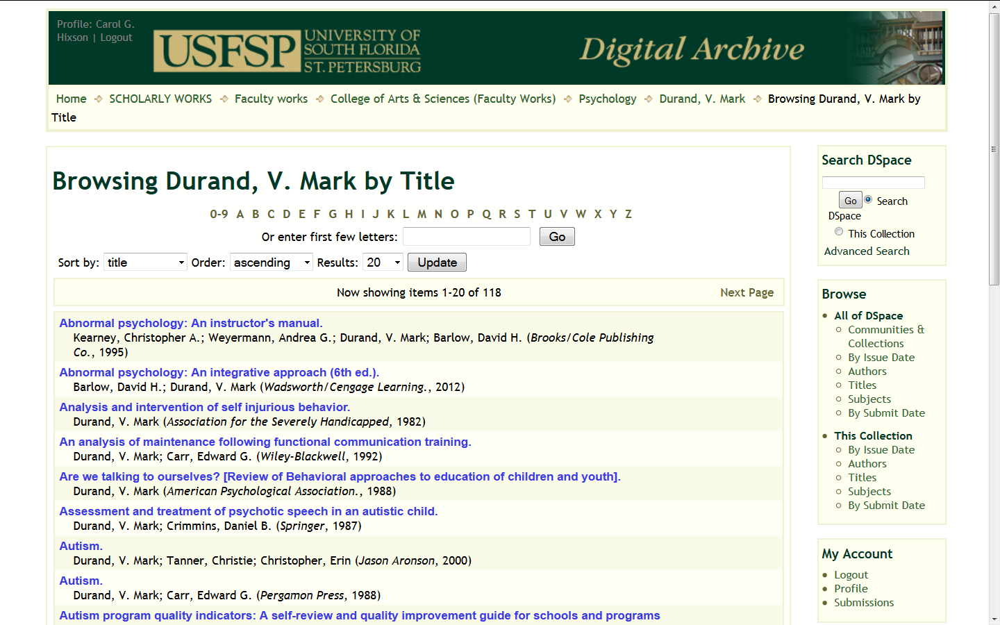 Profile: Carol G.
Hixson | Logout
USFSP
UNIVERSITY OF
SOUTH FLORIDA
ST. PETERSBURG
Digital Archive
Home SCHOLARLY WORKS Faculty works College of Arts & Sciences (Faculty Works) Psychology Durand, V. Mark Browsing Durand, V. Mark by
Title
Browsing Durand, V. Mark by Title
0-9 A B C D E F G H I J K L M N O P Q R S T U V W X Y Z
Or enter first few letters: Go
Sort by: title Order: ascending Results: 20 Update
Now showing items 1-20 of 118 Next Page
Abnormal psychology: An instructor's manual.
Kearney, Christopher A.; Weyermann, Andrea G.; Durand, V. Mark; Barlow, David H. (Brooks/Cole Publishing
Co., 1995)
Abnormal psychology: An integrative approach (6th ed.).
Barlow, David H.; Durand, V. Mark (Wadsworth/Cengage Learning., 2012)
Analysis and intervention of self injurious behavior.
Durand, V. Mark (Association for the Severely Handicapped, 1982)
An analysis of maintenance following functional communication training.
Durand, V. Mark; Carr, Edward G. (Wiley-Blackwell, 1992)
Are we talking to ourselves? [Review of Behavioral approaches to education of children and youth].
Durand, V. Mark (American Psychological Association., 1988)
Assessment and treatment of psychotic speech in an autistic child.
Durand, V. Mark; Crimmins, Daniel B. (Springer, 1987)
Autism.
Durand, V. Mark; Tanner, Christie; Christopher, Erin (Jason Aronson, 2000)
Autism.
Durand, V. Mark; Carr, Edward G. (Pergamon Press, 1988)
Autism program quality indicators: A self-review and quality improvement guide for schools and programs
Search DSpace
Go Search
DSpace
This Collection
Advanced Search
Browse
All of DSpace
Communities &
Collections
By Issue Date
Authors
Titles
Subjects
By Submit Date
This Collection
By Issue Date
Authors
Titles
Subjects
By Submit Date
My Account
Logout
Profile
Submissions